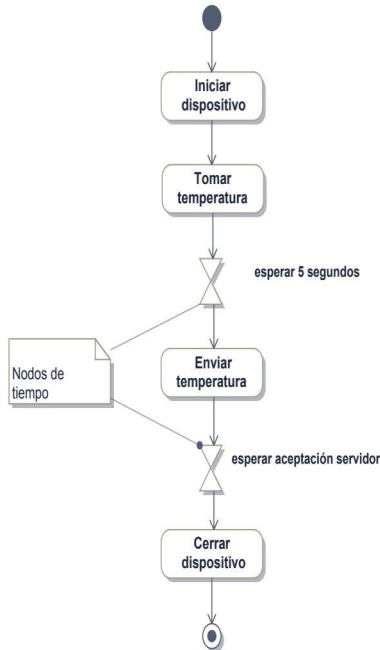 Iniciar
dispositivo
Tomar
temperatura
esperar 5 segundos
Enviar
temperatura
Nodos de
tiempo
esperar aceptación servidor
Cerrar
dispositivo